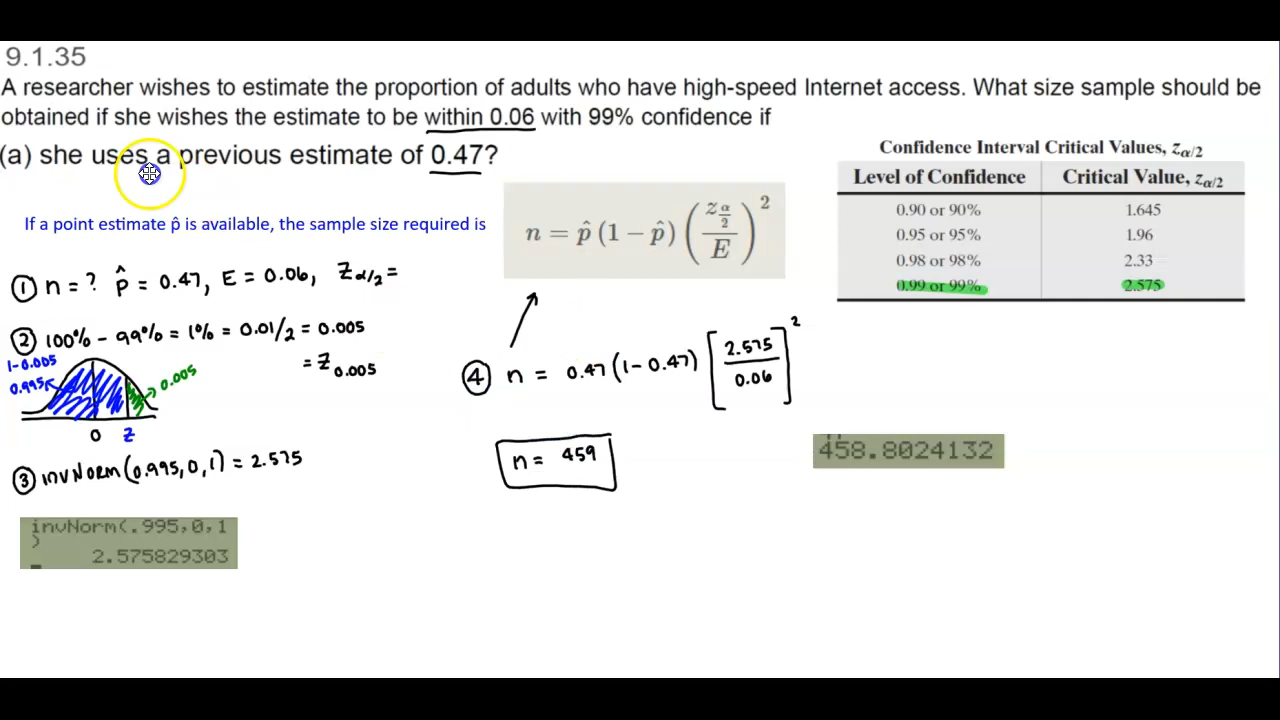 9.1.35
A researcher wishes to estimate the proportion of adults who have high-speed Internet access. What size sample should be
obtained if she wishes the estimate to be within 0.06 with 99% confidence if
(a) she uses a previous estimate of 0.47?
If a point estimate p̂ is available, the sample size required is
n = p̂ (1 − p̂) (z α/2 / E)²
Confidence Interval Critical Values, zα/2
Level of Confidence Critical Value, zα/2
0.90 or 90% 1.645
0.95 or 95% 1.96
0.98 or 98% 2.33
0.99 or 99% 2.575
① n = ? p̂ = 0.47, E = 0.06, Zα/2 =
② 100% - 99% = 1% = 0.01/2 = 0.005
= Z0.005
1-0.005
0.995
0.005
0 Z
③ invNorm(0.995,0,1) = 2.575
invNorm(.995,0,1
)
2.575829303
④ n = 0.47(1-0.47)[2.575/0.06]²
n = 459
458.8024132